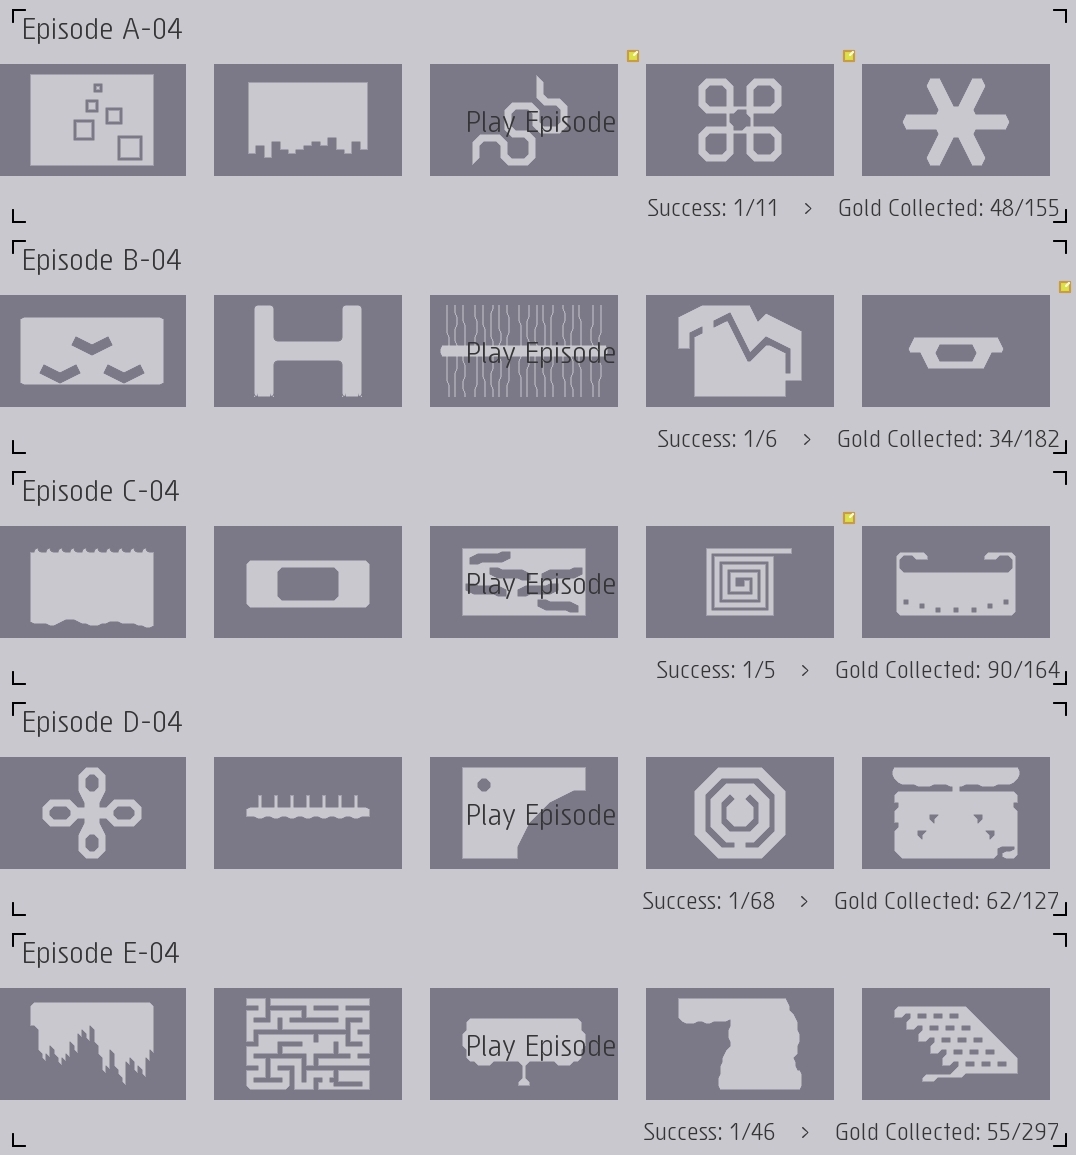 Episode A-04
Play Episode
Success: 1/11 > Gold Collected: 48/155
Episode B-04
Play Episode
Success: 1/6 > Gold Collected: 34/182
Episode C-04
Play Episode
Success: 1/5 > Gold Collected: 90/164
Episode D-04
Play Episode
Success: 1/68 > Gold Collected: 62/127
Episode E-04
Play Episode
Success: 1/46 > Gold Collected: 55/297